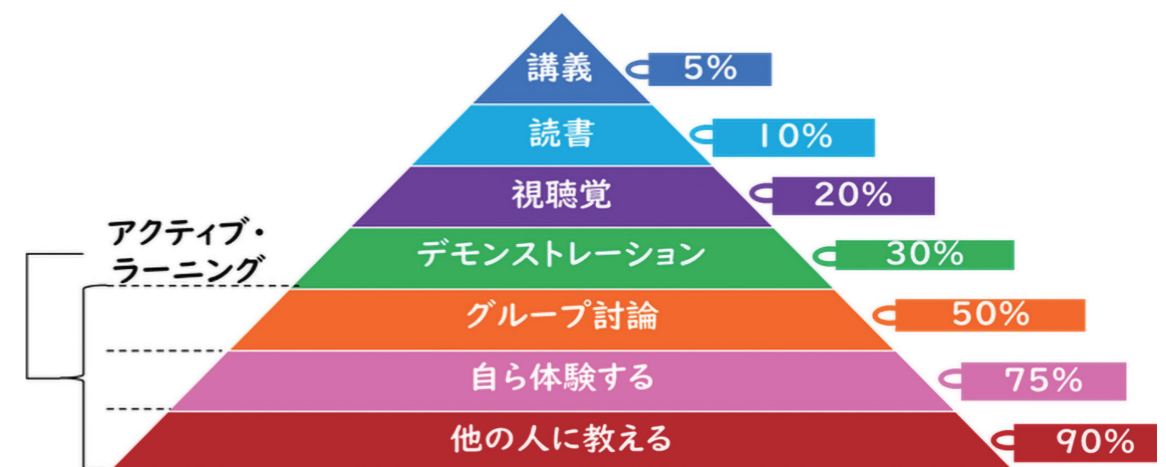 講義
5%
読書
10%
視聴覚
20%
アクティブ・
ラーニング
デモンストレーション
30%
グループ討論
50%
自ら体験する
75%
他の人に教える
90%